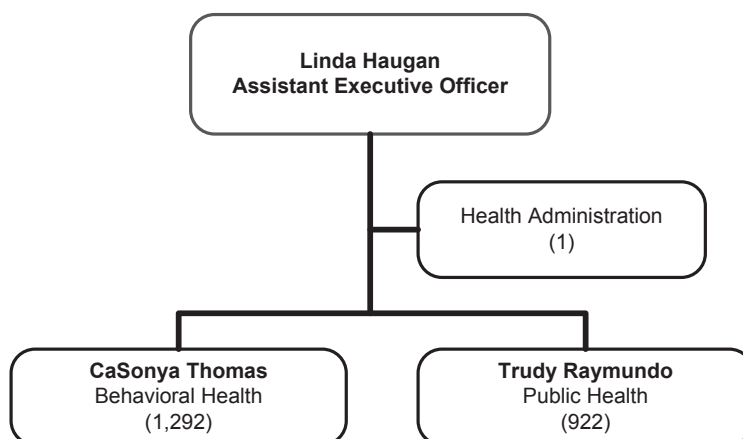 Linda Haugan
Assistant Executive Officer
Health Administration
(1)
CaSonya Thomas
Behavioral Health
(1,292)
Trudy Raymundo
Public Health
(922)